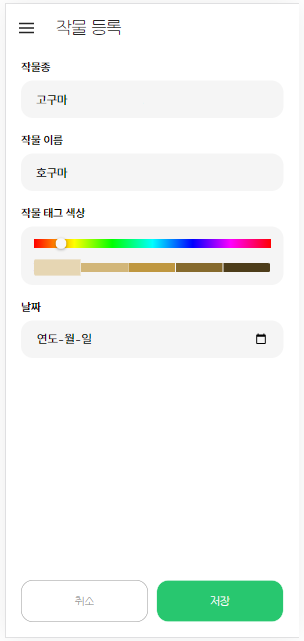 작물 등록
작물종
고구마
작물 이름
호구마
작물 태그 색상
날짜
연도-월-일
취소
저장